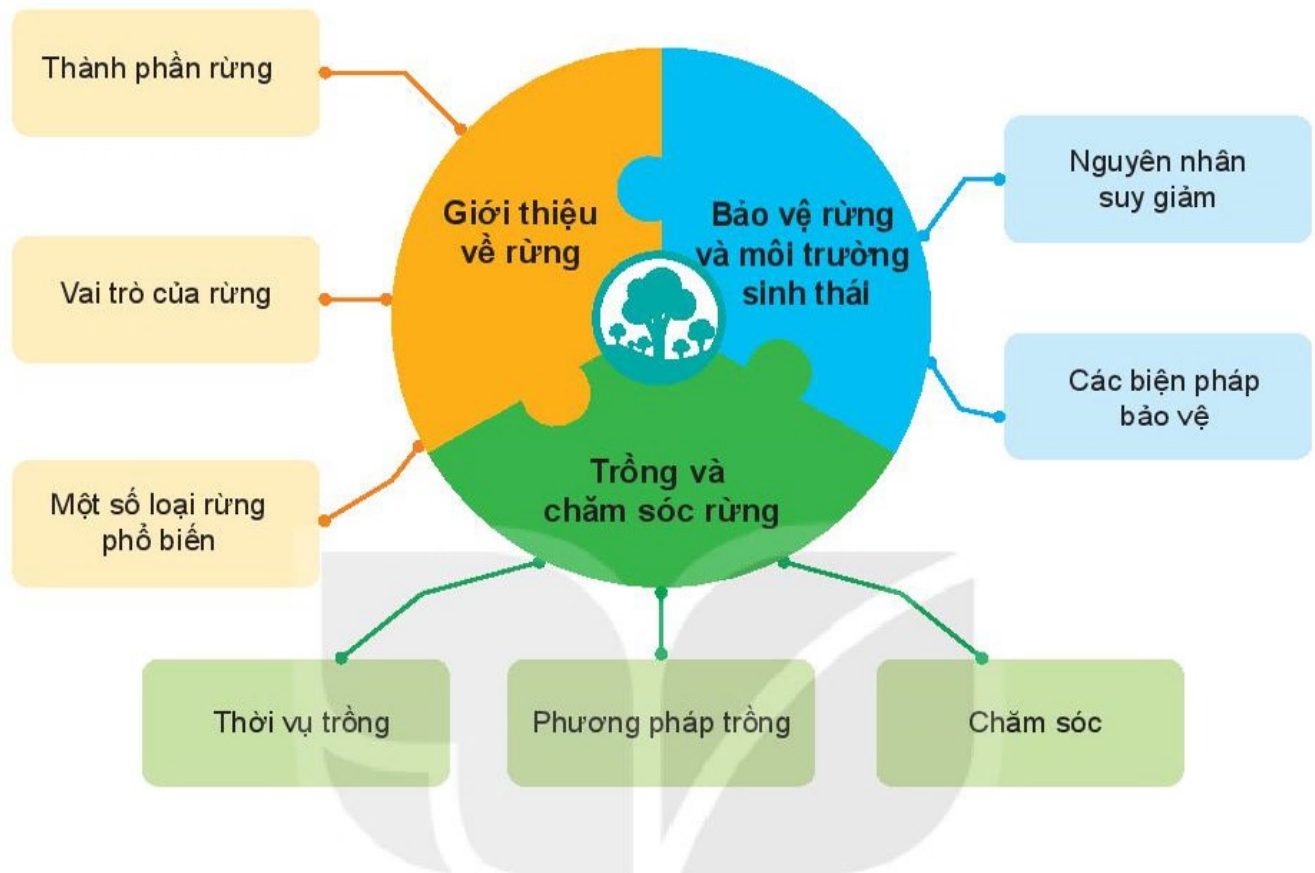 Thành phần rừng
Vai trò của rừng
Một số loại rừng
phổ biến
Giới thiệu
về rừng
Bảo vệ rừng
và môi trường
sinh thái
Nguyên nhân
suy giảm
Các biện pháp
bảo vệ
Trồng và
chăm sóc rừng
Thời vụ trồng
Phương pháp trồng
Chăm sóc